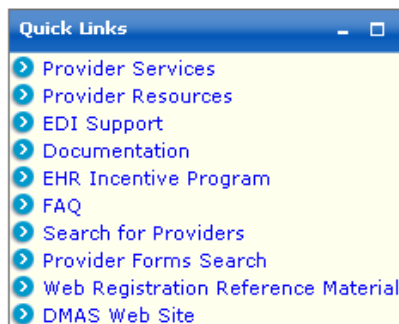 Quick Links
Provider Services
Provider Resources
EDI Support
Documentation
EHR Incentive Program
FAQ
Search for Providers
Provider Forms Search
Web Registration Reference Material
DMAS Web Site